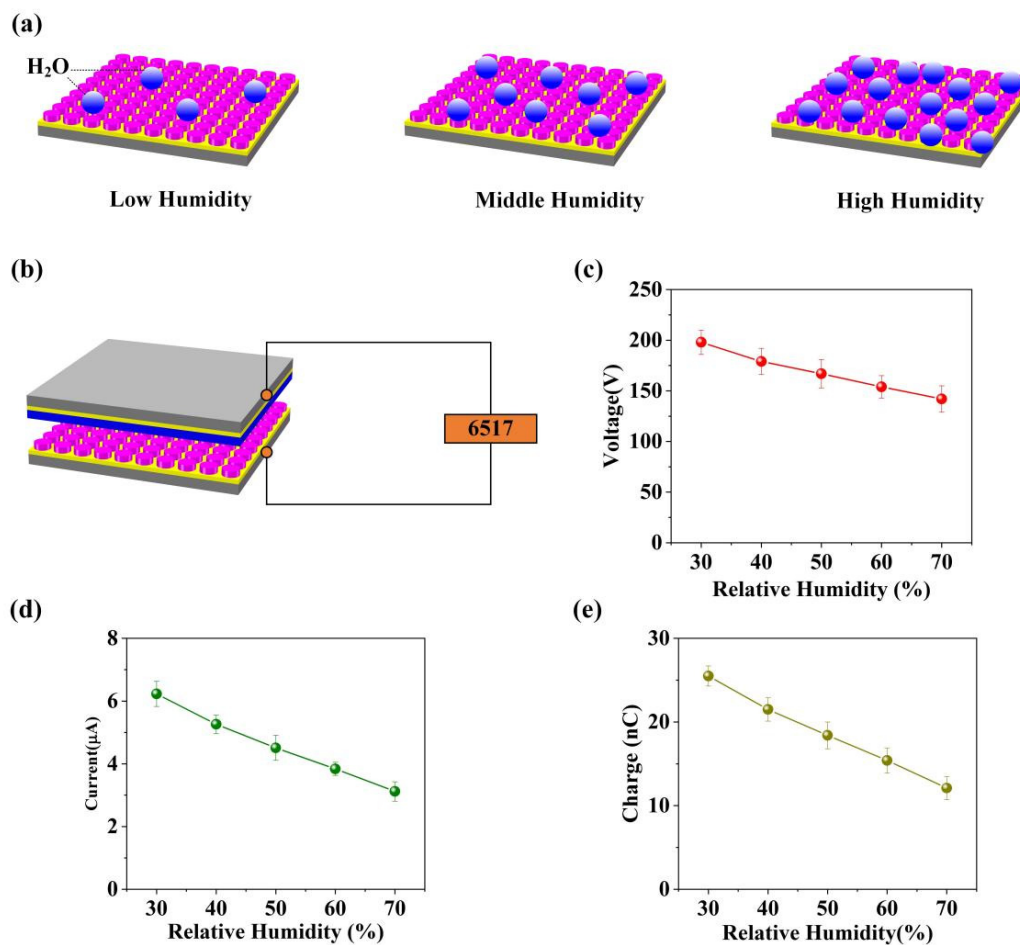 (a)
H₂O
Low Humidity
Middle Humidity
High Humidity
(b)
6517
(c)
250
200
150
100
50
0
Voltage(V)
30 40 50 60 70
Relative Humidity (%)
(d)
8
6
4
2
0
Current(μA)
30 40 50 60 70
Relative Humidity (%)
(e)
30
20
10
0
Charge (nC)
30 40 50 60 70
Relative Humidity(%)